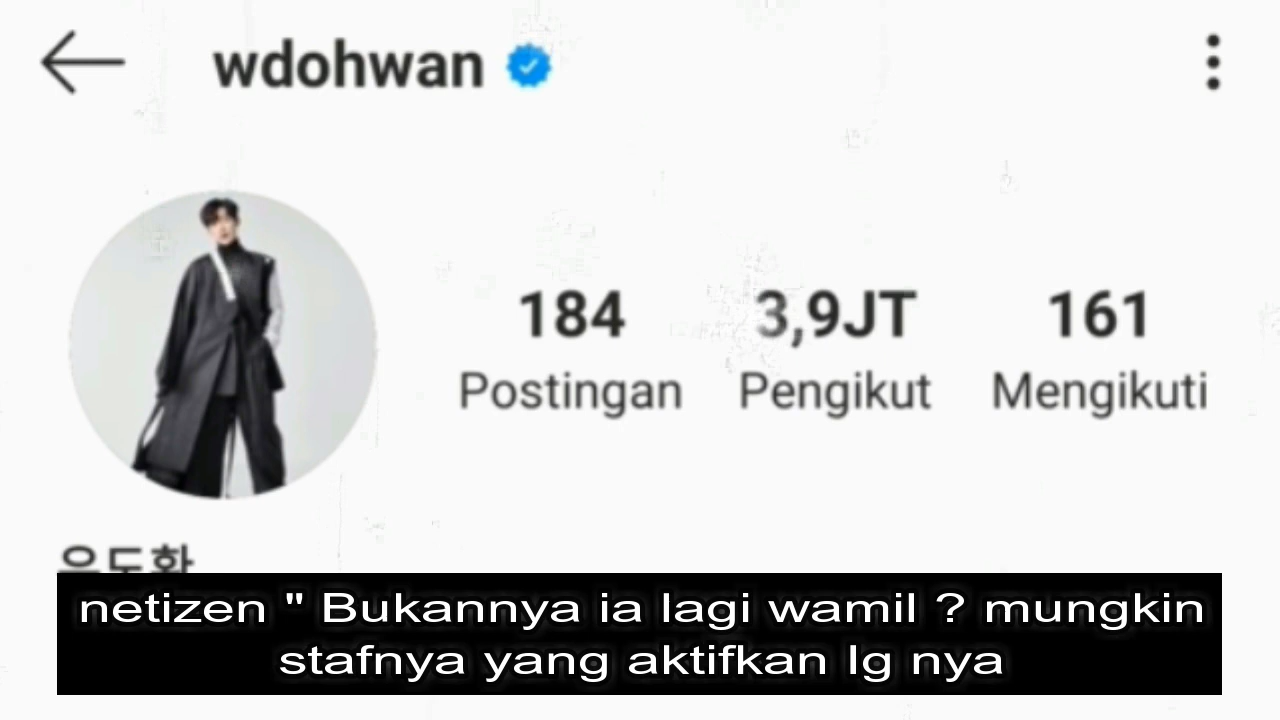 wdohwan
184
3,9JT
161
Postingan
Pengikut
Mengikuti
netizen " Bukannya ia lagi wamil ? mungkin
stafnya yang aktifkan Ig nya